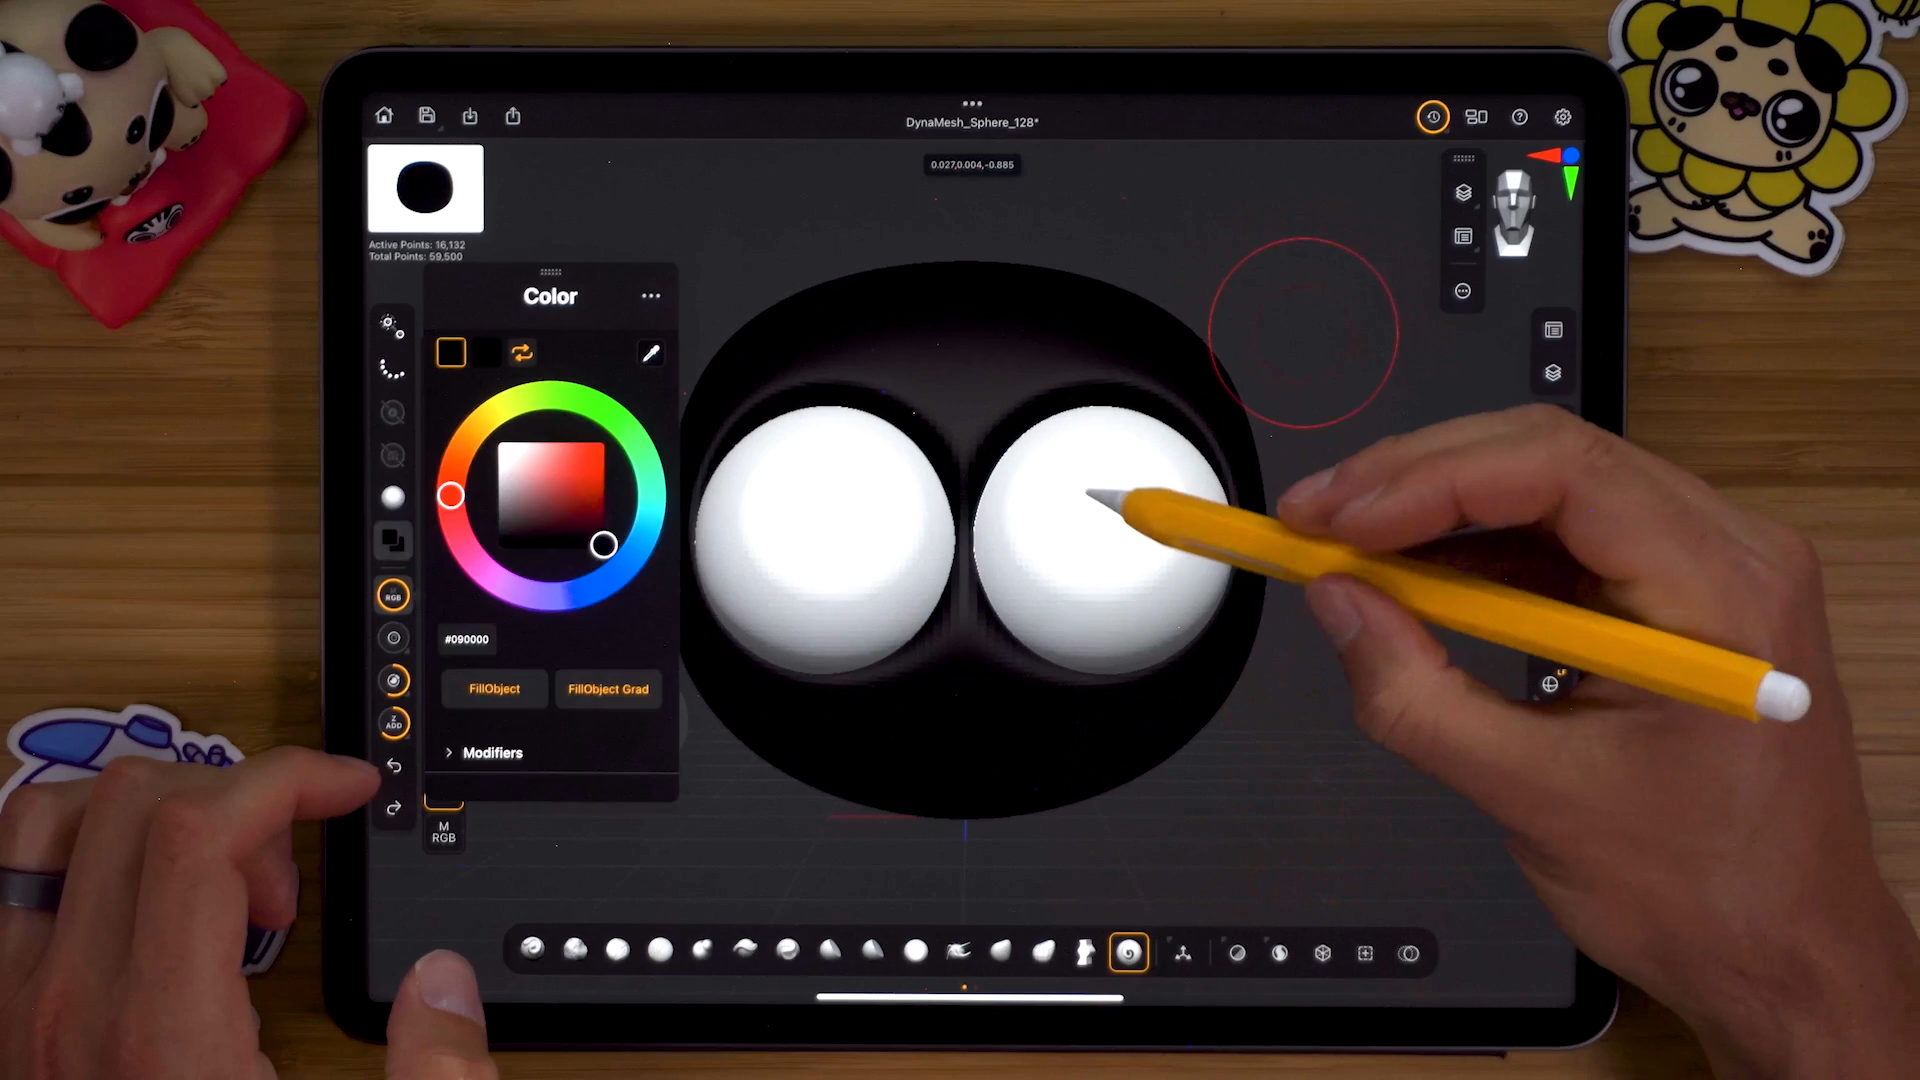 DynaMesh_Sphere_128*
0.027,0.004,-0.885
Active Points: 16,132
Total Points: 59,500
Color
M
RGB
#090000
FillObject
FillObject Grad
Z
ADD
Modifiers
M
RGB
LF